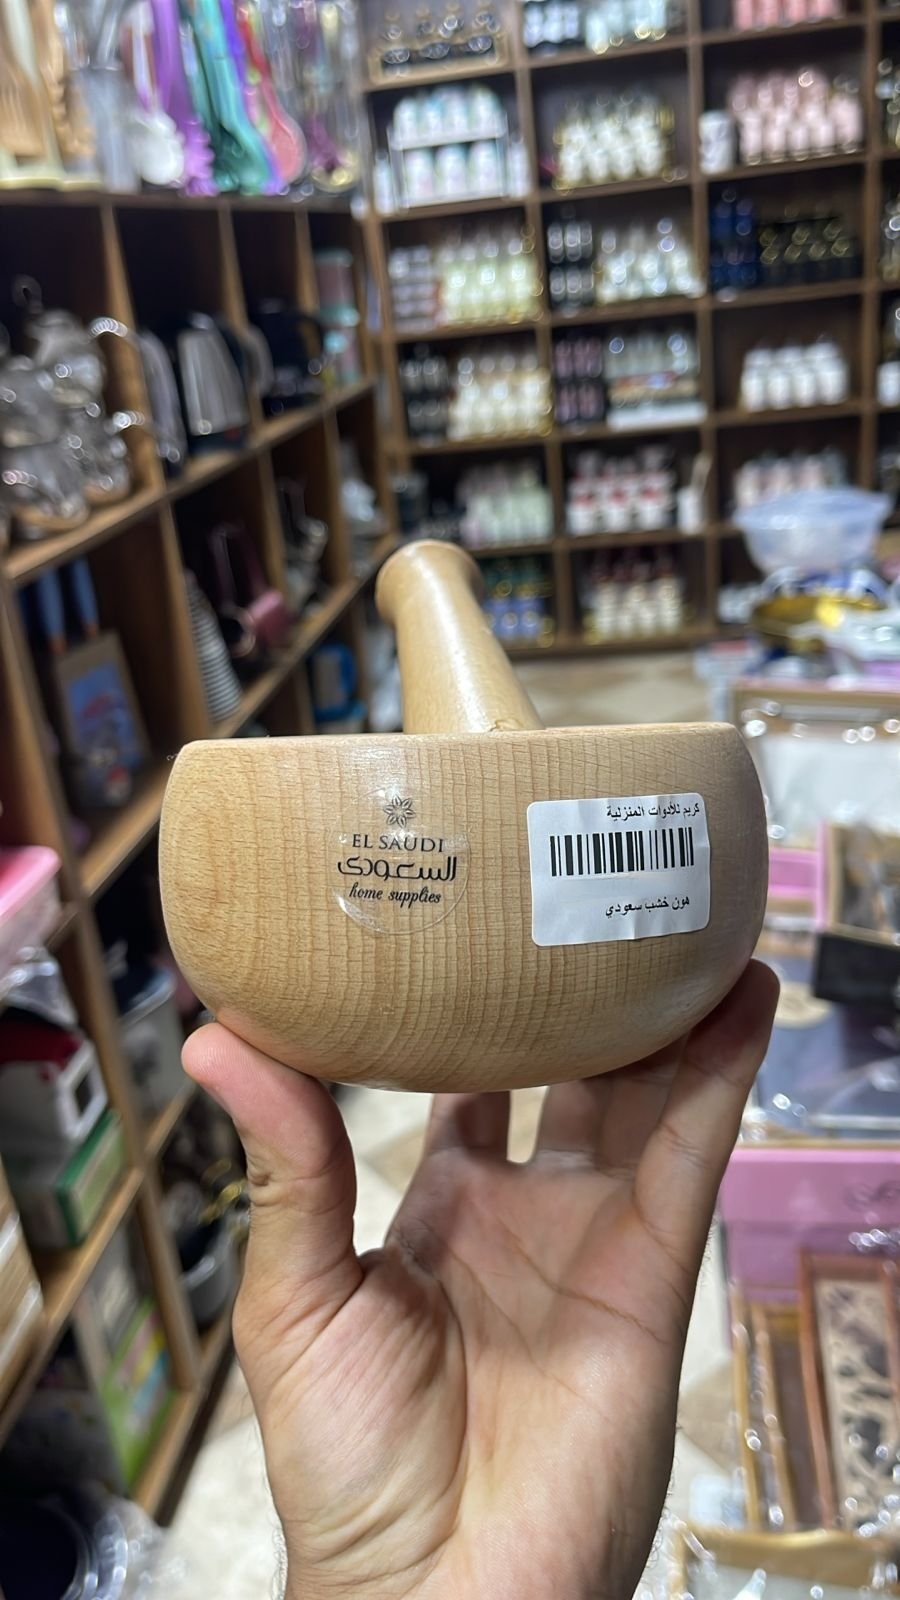 EL SAUDI
السعودى
home supplies
كريم للادوات المنزلية
هون خشب سعودي